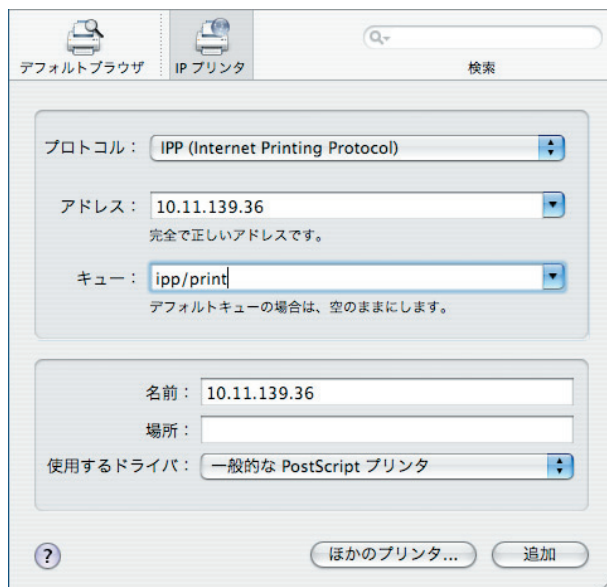 デフォルトブラウザ
IP プリンタ
検索
プロトコル：
IPP (Internet Printing Protocol)
アドレス：
10.11.139.36
完全で正しいアドレスです。
キュー：
ipp/print
デフォルトキューの場合は、空のままにします。
名前：
10.11.139.36
場所：
使用するドライバ：
一般的な PostScript プリンタ
?
ほかのプリンタ...
追加